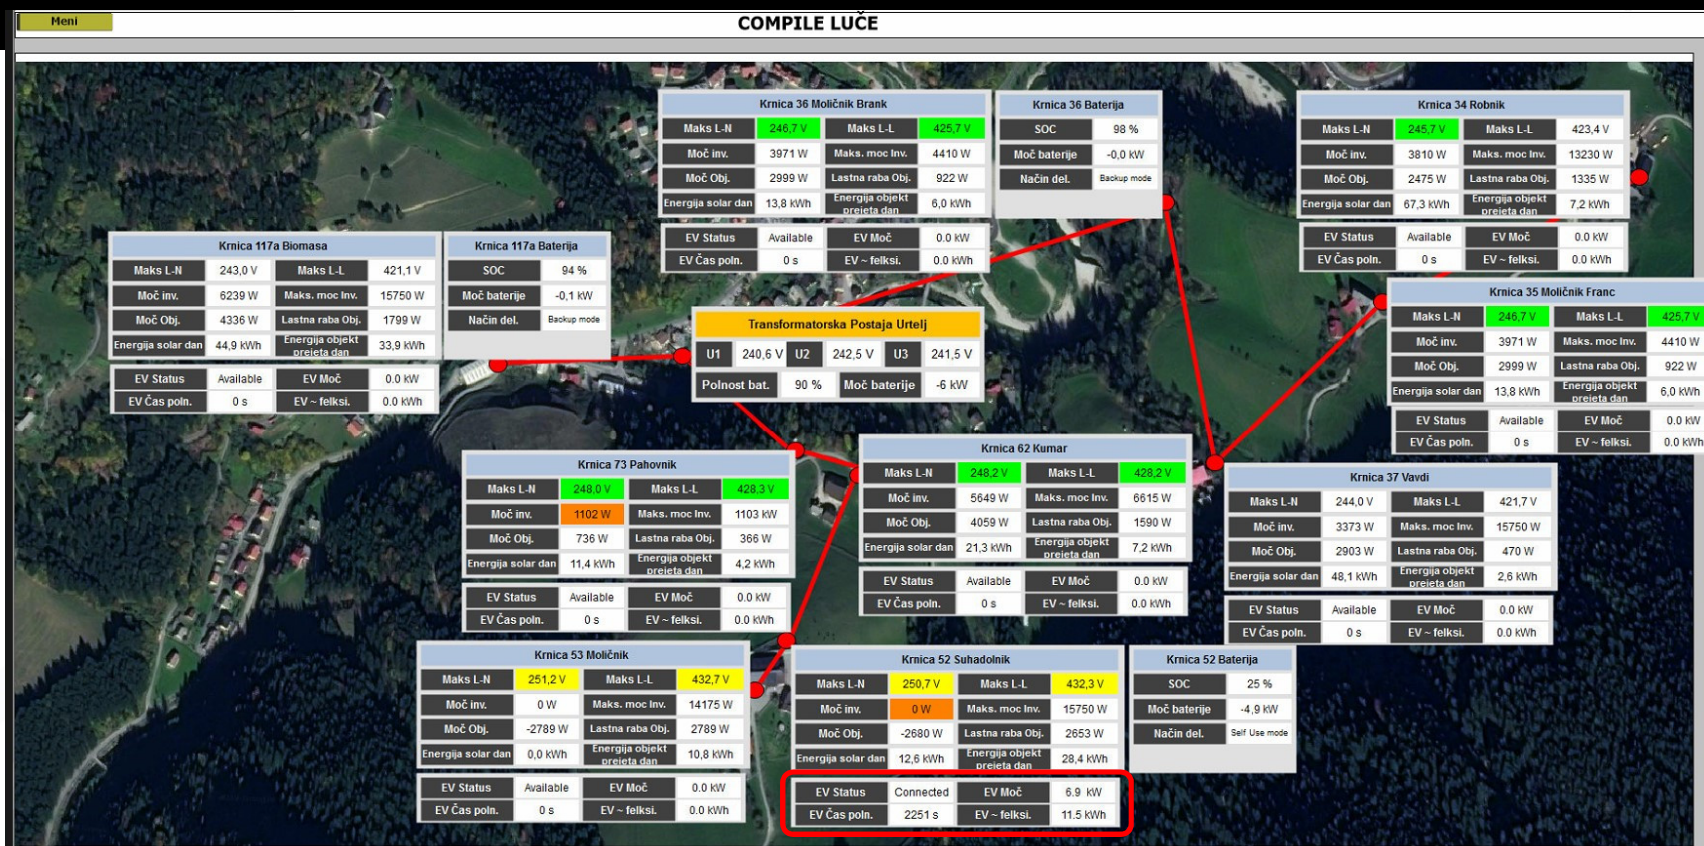 Meni
COMPILE LUČE
Krnica 36 Moličnik Brank
Maks L-N 246,7 V Maks L-L 425,7 V
Moč inv. 3971 W Maks. moc Inv. 4410 W
Moč Obj. 2999 W Lastna raba Obj. 922 W
Energija solar dan 13,8 kWh Energija objekt prejeta dan 6,0 kWh
EV Status Available EV Moč 0.0 kW
EV Čas poln. 0 s EV ~ felksi. 0.0 kWh
Krnica 36 Baterija
SOC 98 %
Moč baterije -0,0 kW
Način del. Backup mode
Krnica 34 Robnik
Maks L-N 245,7 V Maks L-L 423,4 V
Moč inv. 3810 W Maks. moc Inv. 13230 W
Moč Obj. 2475 W Lastna raba Obj. 1335 W
Energija solar dan 67,3 kWh Energija objekt prejeta dan 7,2 kWh
EV Status Available EV Moč 0.0 kW
EV Čas poln. 0 s EV ~ felksi. 0.0 kWh
Krnica 117a Biomasa
Maks L-N 243,0 V Maks L-L 421,1 V
Moč inv. 6239 W Maks. moc Inv. 15750 W
Moč Obj. 4336 W Lastna raba Obj. 1799 W
Energija solar dan 44,9 kWh Energija objekt prejeta dan 33,9 kWh
EV Status Available EV Moč 0.0 kW
EV Čas poln. 0 s EV ~ felksi. 0.0 kWh
Krnica 117a Baterija
SOC 94 %
Moč baterije -0,1 kW
Način del. Backup mode
Transformatorska Postaja Urtelj
U1 240,6 V U2 242,5 V U3 241,5 V
Polnost bat. 90 % Moč baterije -6 kW
Krnica 35 Moličnik Franc
Maks L-N 246,7 V Maks L-L 425,7 V
Moč inv. 3971 W Maks. moc Inv. 4410 W
Moč Obj. 2999 W Lastna raba Obj. 922 W
Energija solar dan 13,8 kWh Energija objekt prejeta dan 6,0 kWh
EV Status Available EV Moč 0.0 kW
EV Čas poln. 0 s EV ~ felksi. 0.0 kWh
Krnica 73 Pahovnik
Maks L-N 248,0 V Maks L-L 428,3 V
Moč inv. 1102 W Maks. moc Inv. 1103 kW
Moč Obj. 736 W Lastna raba Obj. 366 W
Energija solar dan 11,4 kWh Energija objekt prejeta dan 4,2 kWh
EV Status Available EV Moč 0.0 kW
EV Čas poln. 0 s EV ~ felksi. 0.0 kWh
Krnica 62 Kumar
Maks L-N 248,2 V Maks L-L 428,2 V
Moč inv. 5649 W Maks. moc Inv. 6615 W
Moč Obj. 4059 W Lastna raba Obj. 1590 W
Energija solar dan 21,3 kWh Energija objekt prejeta dan 7,2 kWh
EV Status Available EV Moč 0.0 kW
EV Čas poln. 0 s EV ~ felksi. 0.0 kWh
Krnica 37 Vavdi
Maks L-N 244,0 V Maks L-L 421,7 V
Moč inv. 3373 W Maks. moc Inv. 15750 W
Moč Obj. 2903 W Lastna raba Obj. 470 W
Energija solar dan 48,1 kWh Energija objekt prejeta dan 2,6 kWh
EV Status Available EV Moč 0.0 kW
EV Čas poln. 0 s EV ~ felksi. 0.0 kWh
Krnica 53 Moličnik
Maks L-N 251,2 V Maks L-L 432,7 V
Moč inv. 0 W Maks. moc Inv. 14175 W
Moč Obj. -2789 W Lastna raba Obj. 2789 W
Energija solar dan 0,0 kWh Energija objekt prejeta dan 10,8 kWh
EV Status Available EV Moč 0.0 kW
EV Čas poln. 0 s EV ~ felksi. 0.0 kWh
Krnica 52 Suhadolnik
Maks L-N 250,7 V Maks L-L 432,3 V
Moč inv. 0 W Maks. moc Inv. 15750 W
Moč Obj. -2680 W Lastna raba Obj. 2653 W
Energija solar dan 12,6 kWh Energija objekt prejeta dan 28,4 kWh
EV Status Connected EV Moč 6.9 kW
EV Čas poln. 2251 s EV ~ felksi. 11.5 kWh
Krnica 52 Baterija
SOC 25 %
Moč baterije -4,9 kW
Način del. Self Use mode